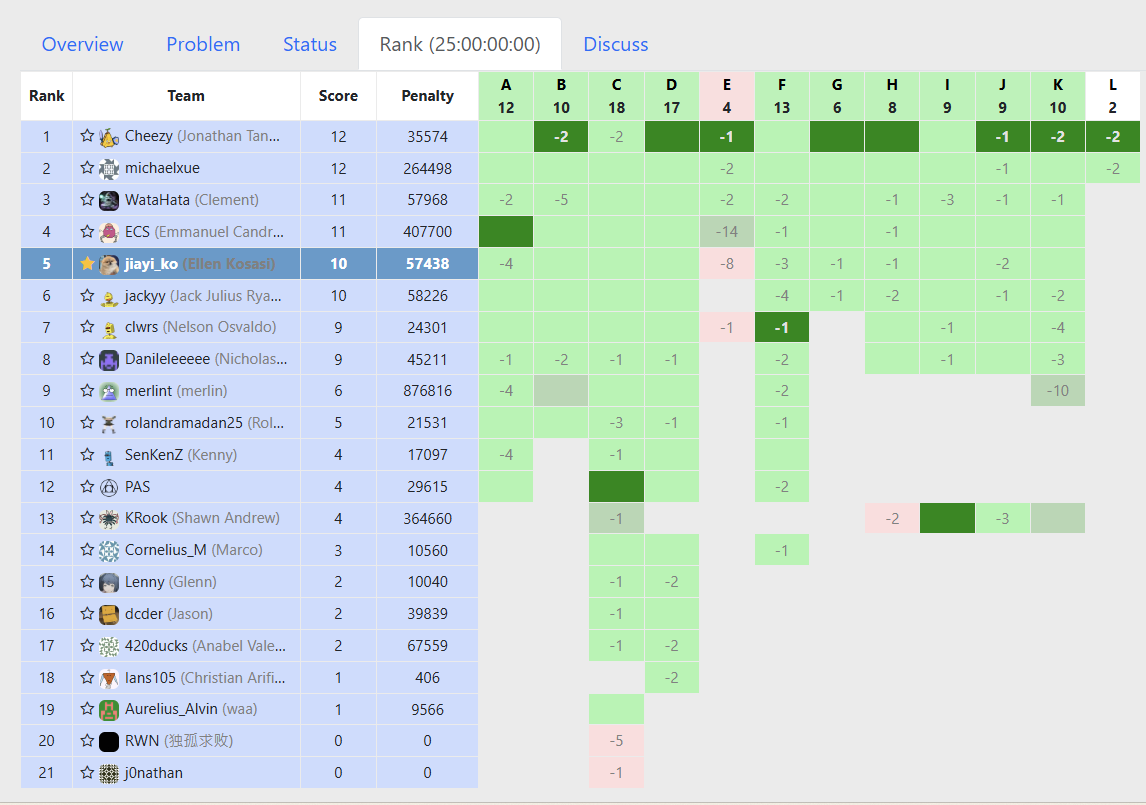 Overview Problem Status Rank (25:00:00:00) Discuss
Rank Team Score Penalty A B C D E F G H I J K L
12 10 18 17 4 13 6 8 9 9 10 2
1 Cheezy (Jonathan Tan... 12 35574 -2 -2 -1 -1 -2 -2
2 michaelxue 12 264498 -2 -1 -2
3 WataHata (Clement) 11 57968 -2 -5 -2 -2 -1 -3 -1 -1
4 ECS (Emmanuel Candr... 11 407700 -14 -1 -1
5 jiayi_ko (Ellen Kosasi) 10 57438 -4 -8 -3 -1 -1 -2
6 jackyy (Jack Julius Rya... 10 58226 -4 -1 -2 -1 -2
7 clwrs (Nelson Osvaldo) 9 24301 -1 -1 -1 -4
8 Danileleeeee (Nicholas... 9 45211 -1 -2 -1 -1 -2 -1 -3
9 merlint (merlin) 6 876816 -4 -2 -10
10 rolandramadan25 (Rol... 5 21531 -3 -1 -1
11 SenKenZ (Kenny) 4 17097 -4 -1
12 PAS 4 29615 -2
13 KRook (Shawn Andrew) 4 364660 -1 -2 -3
14 Cornelius_M (Marco) 3 10560 -1
15 Lenny (Glenn) 2 10040 -1 -2
16 dcder (Jason) 2 39839 -1
17 420ducks (Anabel Vale... 2 67559 -1 -2
18 Ians105 (Christian Arifi... 1 406 -2
19 Aurelius_Alvin (waa) 1 9566
20 RWN (独孤求败) 0 0 -5
21 j0nathan 0 0 -1